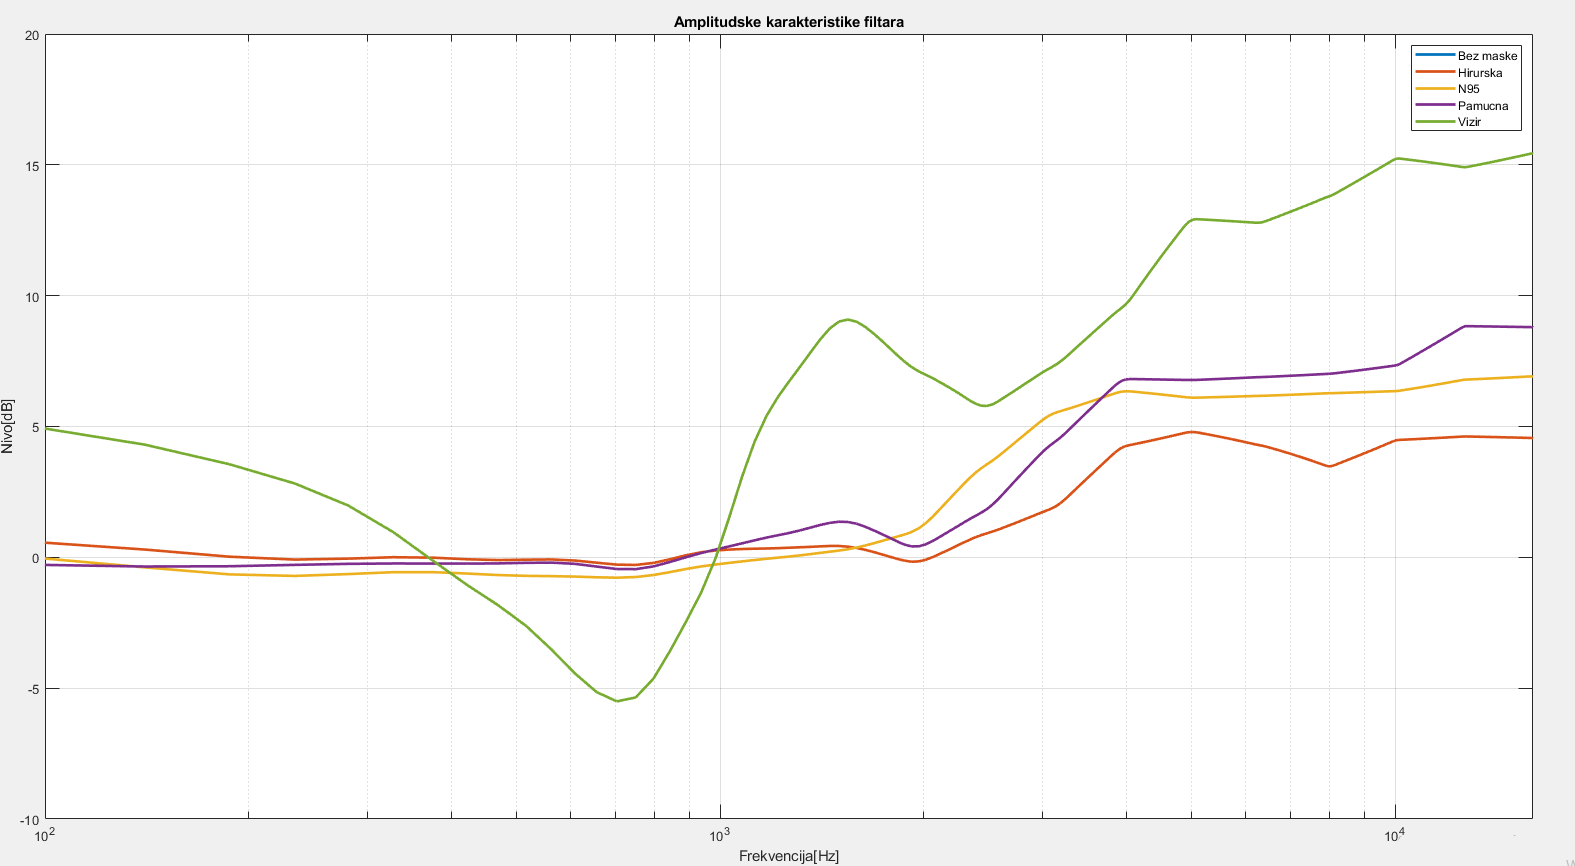 Amplitudske karakteristike filtara
20
15
10
5
0
-5
-10
Nivo[dB]
10^2
10^3
10^4
Frekvencija[Hz]
Bez maske
Hirurska
N95
Pamucna
Vizir